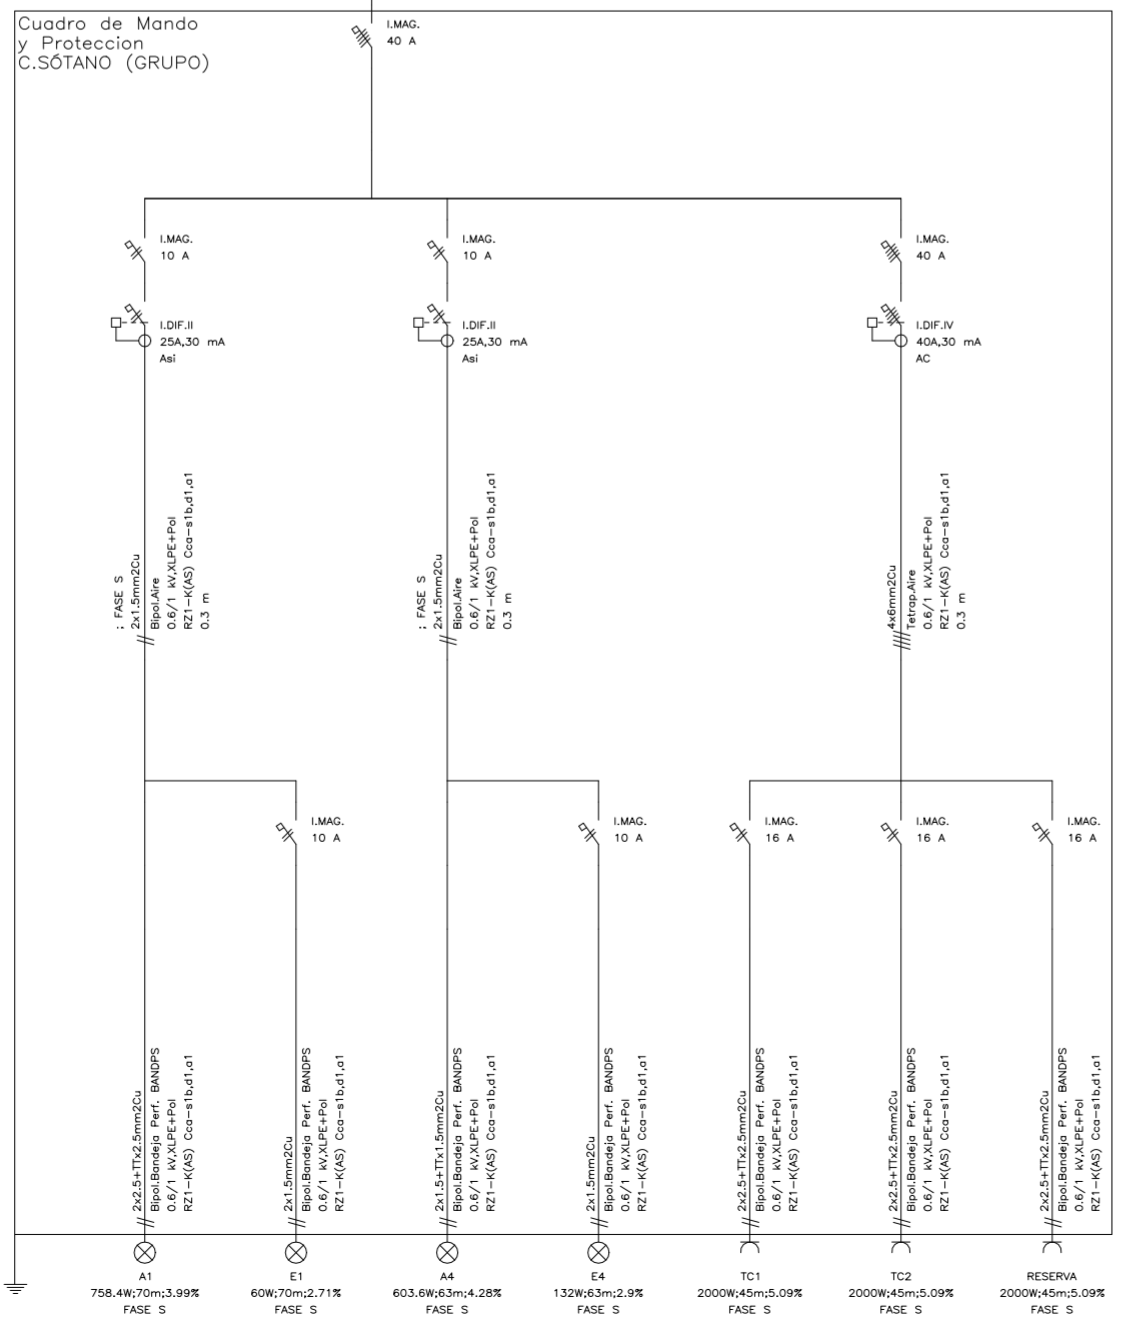 Cuadro de Mando
y Proteccion
C.SÓTANO (GRUPO)
I.MAG.
40 A
I.MAG.
10 A
I.MAG.
10 A
I.MAG.
40 A
I.DIF.II
25A,30 mA
Asi
I.DIF.II
25A,30 mA
Asi
I.DIF.IV
40A,30 mA
AC
; FASE S
2x1.5mm2Cu
Bipol.Aire
0.6/1 kV,XLPE+Pol
RZ1-K(AS) Cca-s1b,d1,a1
0.3 m
; FASE S
2x1.5mm2Cu
Bipol.Aire
0.6/1 kV,XLPE+Pol
RZ1-K(AS) Cca-s1b,d1,a1
0.3 m
4x6mm2Cu
Tetrap.Aire
0.6/1 kV,XLPE+Pol
RZ1-K(AS) Cca-s1b,d1,a1
0.3 m
I.MAG.
10 A
I.MAG.
10 A
I.MAG.
16 A
I.MAG.
16 A
I.MAG.
16 A
2x2.5+TTx2.5mm2Cu
Bipol.Bandeja Perf. BANDPS
0.6/1 kV,XLPE+Pol
RZ1-K(AS) Cca-s1b,d1,a1
2x1.5mm2Cu
Bipol.Bandeja Perf. BANDPS
0.6/1 kV,XLPE+Pol
RZ1-K(AS) Cca-s1b,d1,a1
2x1.5+TTx1.5mm2Cu
Bipol.Bandeja Perf. BANDPS
0.6/1 kV,XLPE+Pol
RZ1-K(AS) Cca-s1b,d1,a1
2x1.5mm2Cu
Bipol.Bandeja Perf. BANDPS
0.6/1 kV,XLPE+Pol
RZ1-K(AS) Cca-s1b,d1,a1
2x2.5+TTx2.5mm2Cu
Bipol.Bandeja Perf. BANDPS
0.6/1 kV,XLPE+Pol
RZ1-K(AS) Cca-s1b,d1,a1
2x2.5+TTx2.5mm2Cu
Bipol.Bandeja Perf. BANDPS
0.6/1 kV,XLPE+Pol
RZ1-K(AS) Cca-s1b,d1,a1
2x2.5+TTx2.5mm2Cu
Bipol.Bandeja Perf. BANDPS
0.6/1 kV,XLPE+Pol
RZ1-K(AS) Cca-s1b,d1,a1
A1
758.4W;70m;3.99%
FASE S
E1
60W;70m;2.71%
FASE S
A4
603.6W;63m;4.28%
FASE S
E4
132W;63m;2.9%
FASE S
TC1
2000W;45m;5.09%
FASE S
TC2
2000W;45m;5.09%
FASE S
RESERVA
2000W;45m;5.09%
FASE S